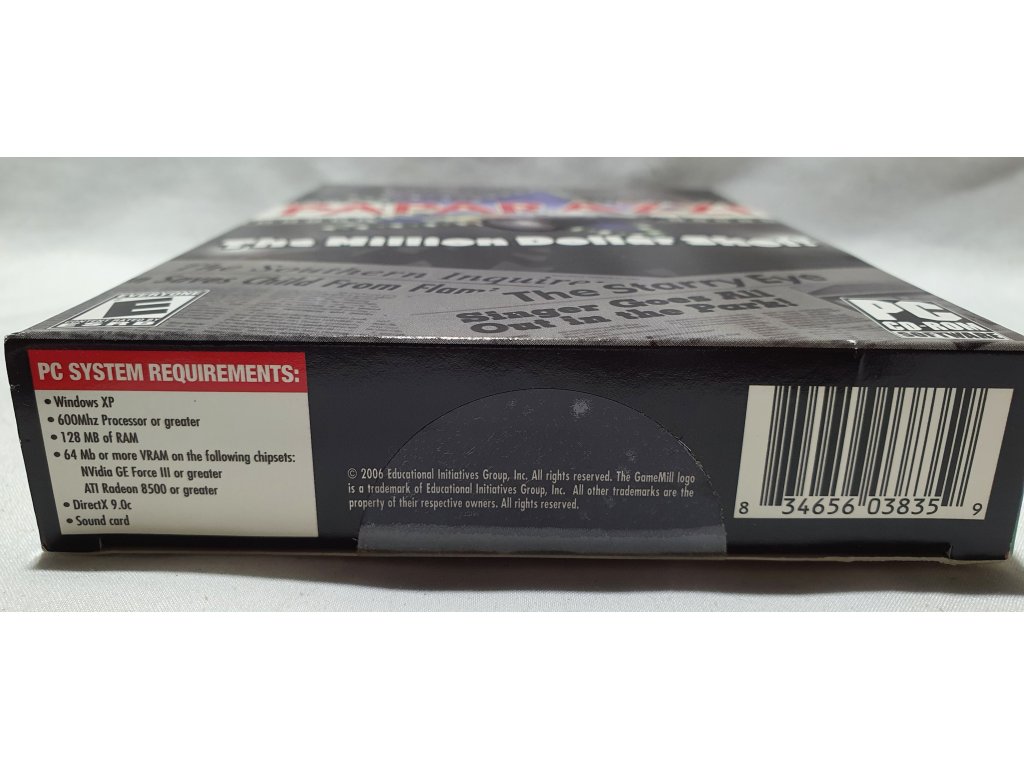 The Million Dollar Shot!
The Southern Inquirer
Saves Child From Flames
The Starry Eye
Singer Goes At
Out in the Park!
E
PC
CD-ROM
SOFTWARE
PC SYSTEM REQUIREMENTS:
• Windows XP
• 600Mhz Processor or greater
• 128 MB of RAM
• 64 Mb or more VRAM on the following chipsets:
NVidia GE Force III or greater
ATI Radeon 8500 or greater
• DirectX 9.0c
• Sound card
© 2006 Educational Initiatives Group, Inc. All rights reserved. The GameMill logo
is a trademark of Educational Initiatives Group, Inc. All other trademarks are the
property of their respective owners. All rights reserved.
8 34656 03835 9